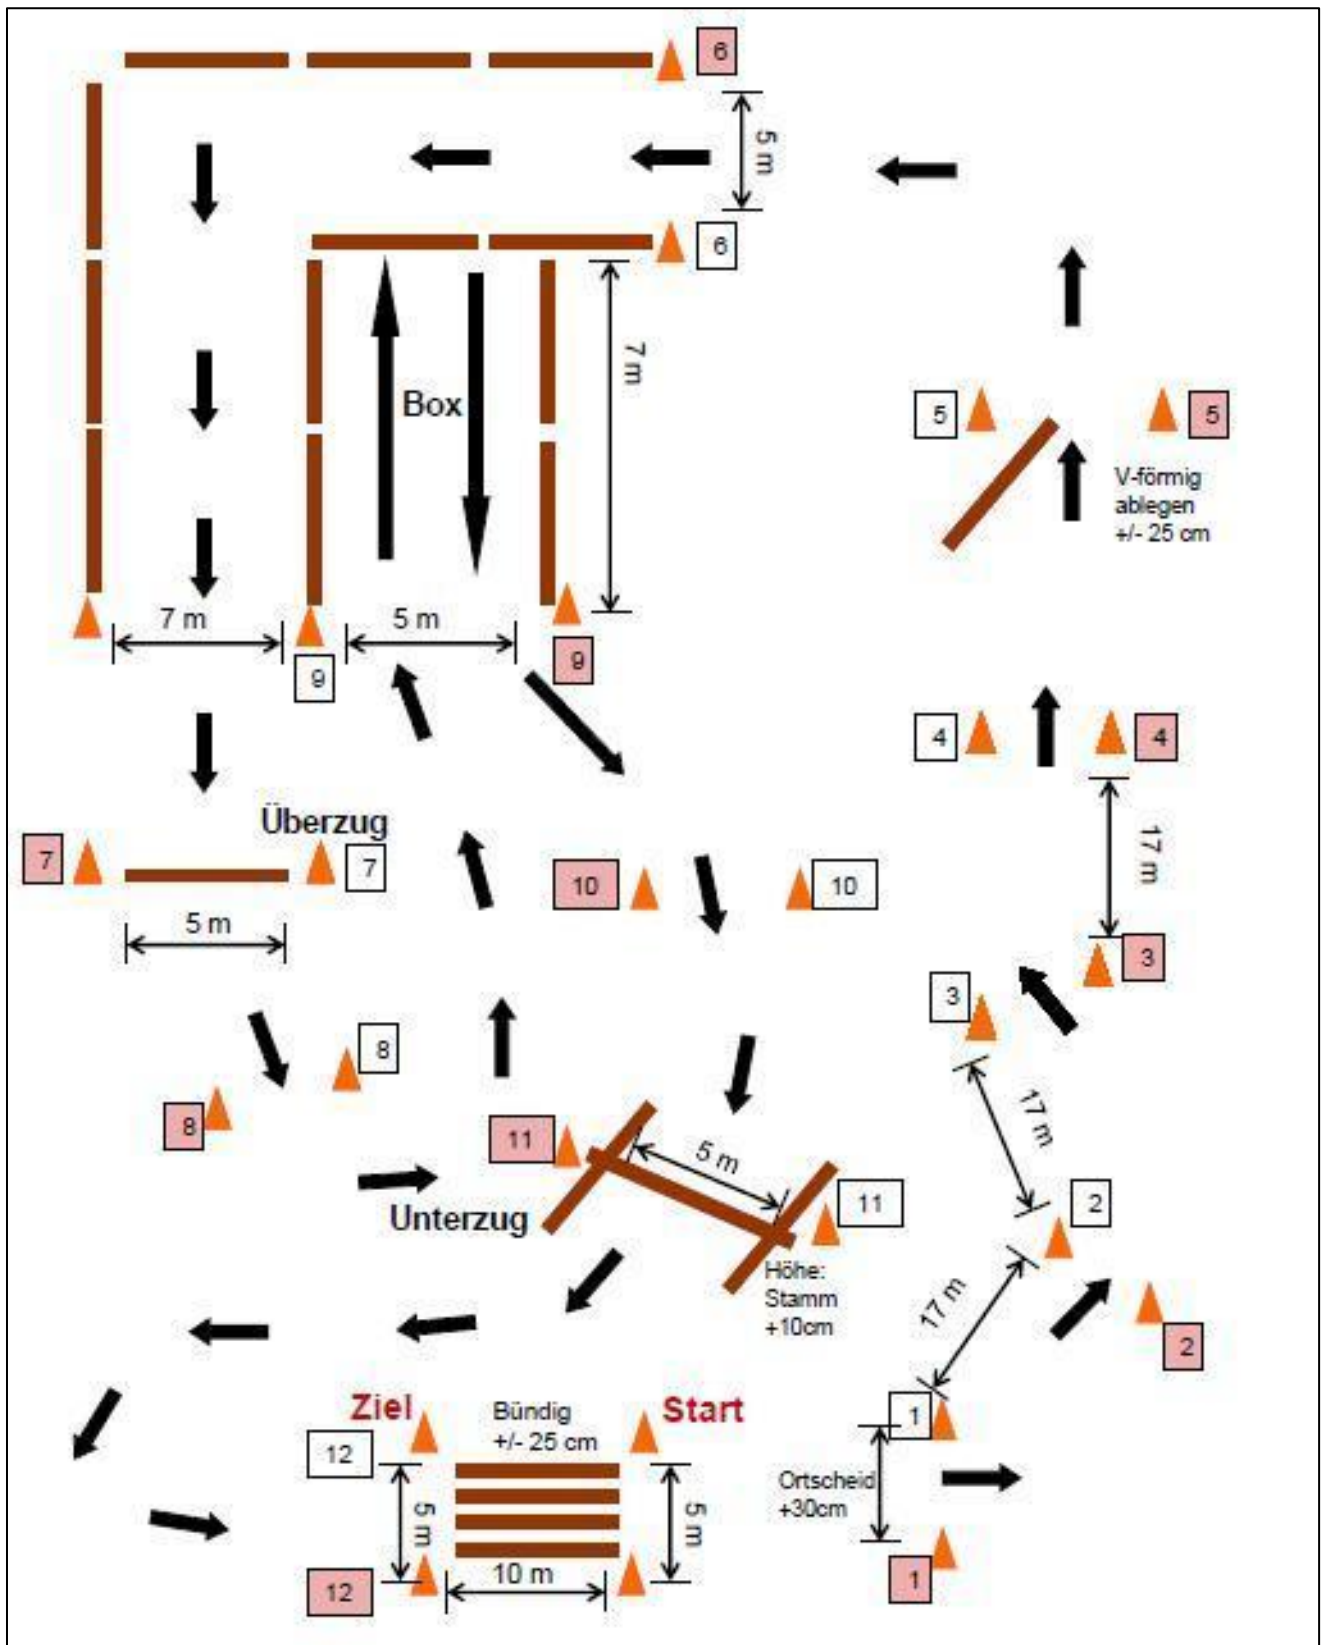 6
5 m
6
7 m
Box
5
5
V-förmig
ablegen
+/- 25 cm
7 m
5 m
9
9
4
4
Überzug
7
7
10
10
17 m
5 m
3
3
8
8
17 m
11
5 m
11
2
Unterzug
Höhe:
Stamm
+10cm
17 m
2
Ziel
Bündig
+/- 25 cm
Start
1
12
Ortscheid
+30cm
5 m
5 m
10 m
12
1